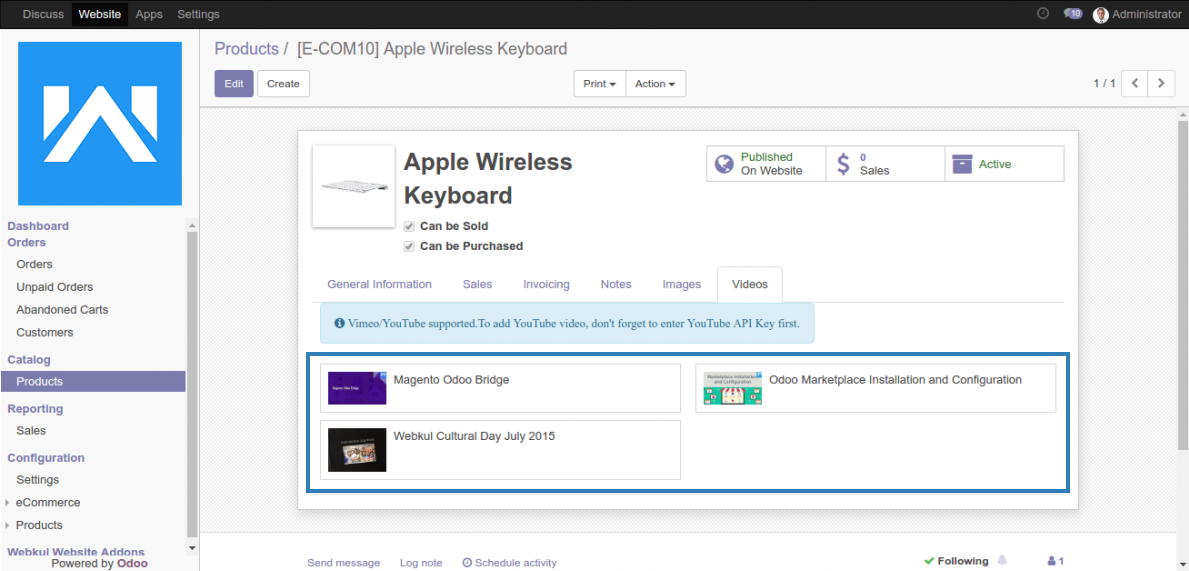 Discuss Website Apps Settings 10 Administrator
Products / [E-COM10] Apple Wireless Keyboard
Edit Create Print Action 1 / 1
Dashboard
Orders
Orders
Unpaid Orders
Abandoned Carts
Customers
Catalog
Products
Reporting
Sales
Configuration
Settings
eCommerce
Products
Webkul Website Addons
Powered by Odoo
Apple Wireless
Keyboard
Can be Sold
Can be Purchased
Published
On Website
0
Sales
Active
General Information Sales Invoicing Notes Images Videos
Vimeo/YouTube supported.To add YouTube video, don't forget to enter YouTube API Key first.
Magento Odoo Bridge
Odoo Marketplace Installation and Configuration
Webkul Cultural Day July 2015
Send message Log note Schedule activity Following 1